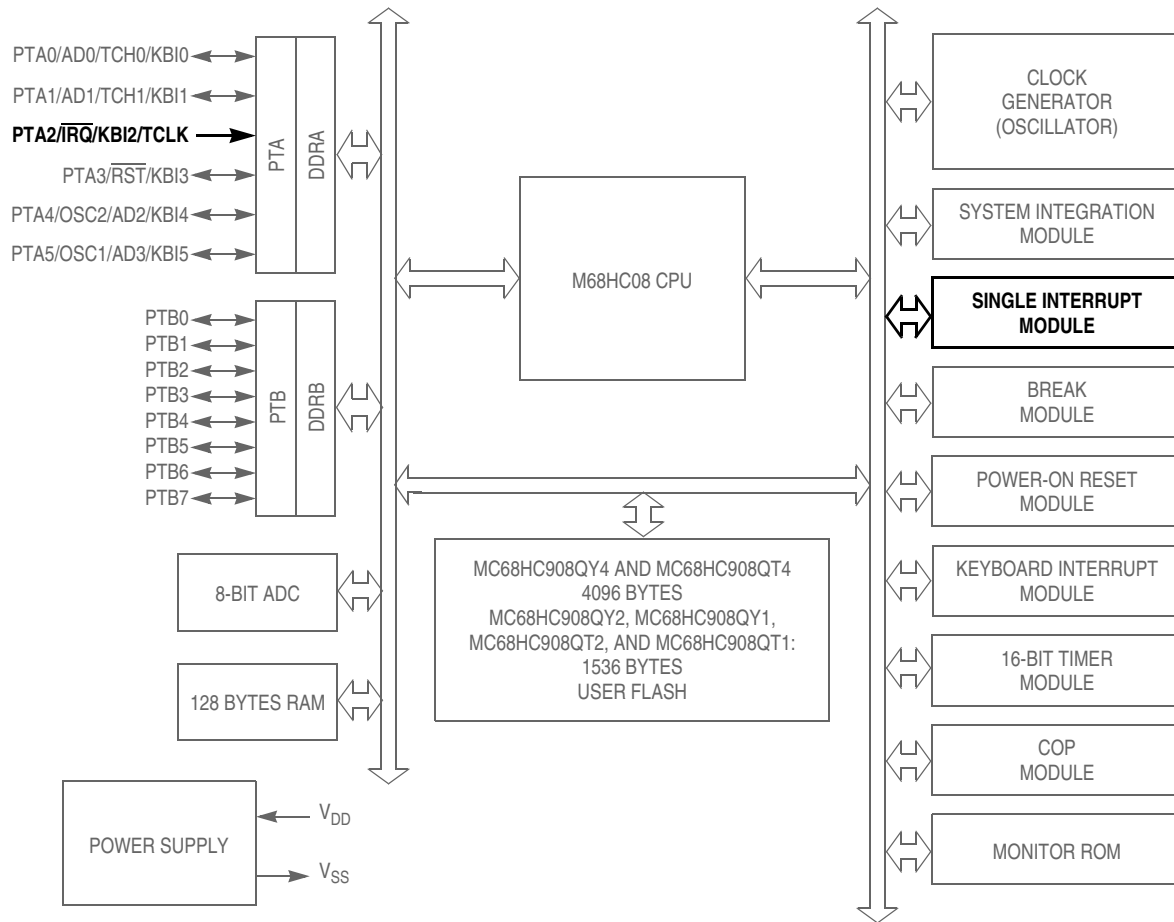 PTA0/AD0/TCH0/KBI0
PTA1/AD1/TCH1/KBI1
PTA2/I̅R̅Q̅/KBI2/TCLK
PTA3/R̅S̅T̅/KBI3
PTA4/OSC2/AD2/KBI4
PTA5/OSC1/AD3/KBI5
PTA
DDRA
PTB0
PTB1
PTB2
PTB3
PTB4
PTB5
PTB6
PTB7
PTB
DDRB
8-BIT ADC
128 BYTES RAM
POWER SUPPLY
VDD
VSS
M68HC08 CPU
MC68HC908QY4 AND MC68HC908QT4
4096 BYTES
MC68HC908QY2, MC68HC908QY1,
MC68HC908QT2, AND MC68HC908QT1:
1536 BYTES
USER FLASH
CLOCK
GENERATOR
(OSCILLATOR)
SYSTEM INTEGRATION
MODULE
SINGLE INTERRUPT
MODULE
BREAK
MODULE
POWER-ON RESET
MODULE
KEYBOARD INTERRUPT
MODULE
16-BIT TIMER
MODULE
COP
MODULE
MONITOR ROM